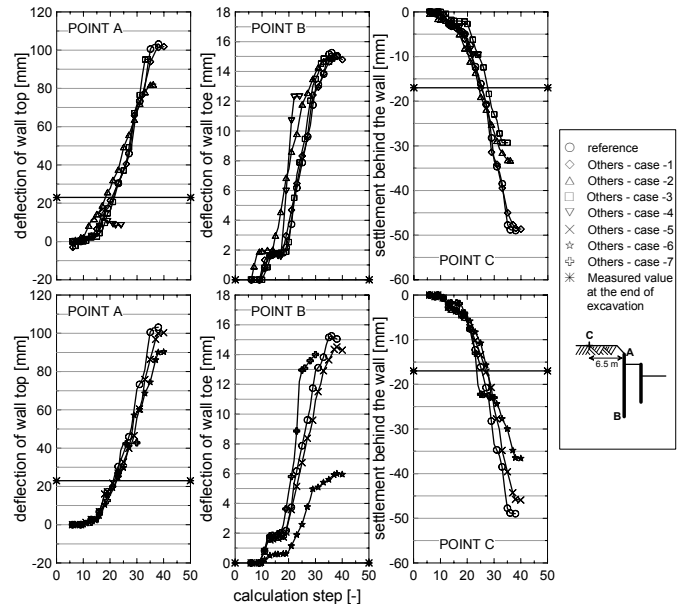 POINT A
deflection of wall top [mm]
120
100
80
60
40
20
0
-20
POINT B
deflection of wall toe [mm]
16
14
12
10
8
6
4
2
0
POINT C
settlement behind the wall [mm]
0
-10
-20
-30
-40
-50
-60
reference
Others - case -1
Others - case -2
Others - case -3
Others - case -4
Others - case -5
Others - case -6
Others - case -7
Measured value
at the end of
excavation
C
A
6.5 m
B
POINT A
deflection of wall top [mm]
120
100
80
60
40
20
0
-20
0 10 20 30 40 50
POINT B
deflection of wall toe [mm]
16
14
12
10
8
6
4
2
0
0 10 20 30 40 50
POINT C
settlement behind the wall [mm]
0
-10
-20
-30
-40
-50
-60
0 10 20 30 40 50
calculation step [-]